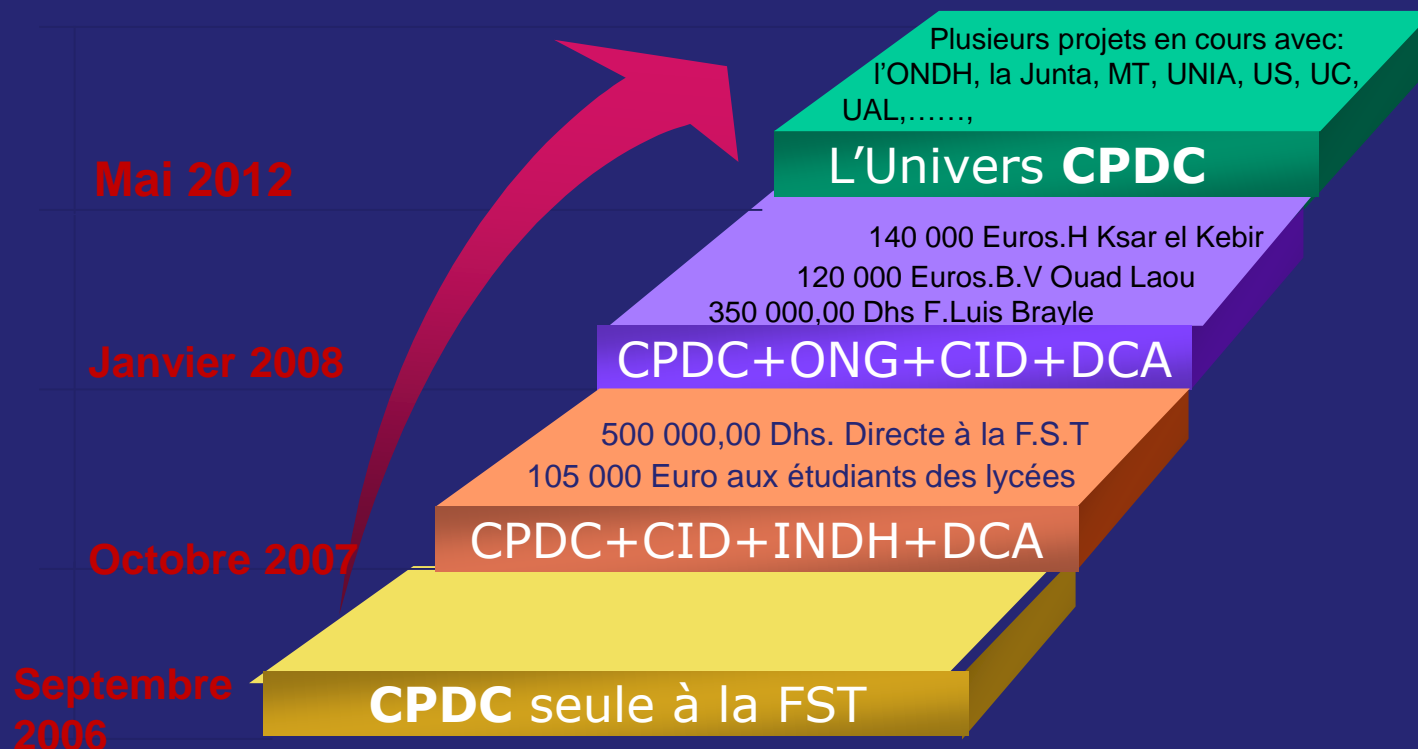 Plusieurs projets en cours avec:
l’ONDH, la Junta, MT, UNIA, US, UC,
UAL,……,
L’Univers CPDC
Mai 2012
140 000 Euros.H Ksar el Kebir
120 000 Euros.B.V Ouad Laou
350 000,00 Dhs F.Luis Brayle
CPDC+ONG+CID+DCA
Janvier 2008
500 000,00 Dhs. Directe à la F.S.T
105 000 Euro aux étudiants des lycées
CPDC+CID+INDH+DCA
Octobre 2007
CPDC seule à la FST
Septembre
2006